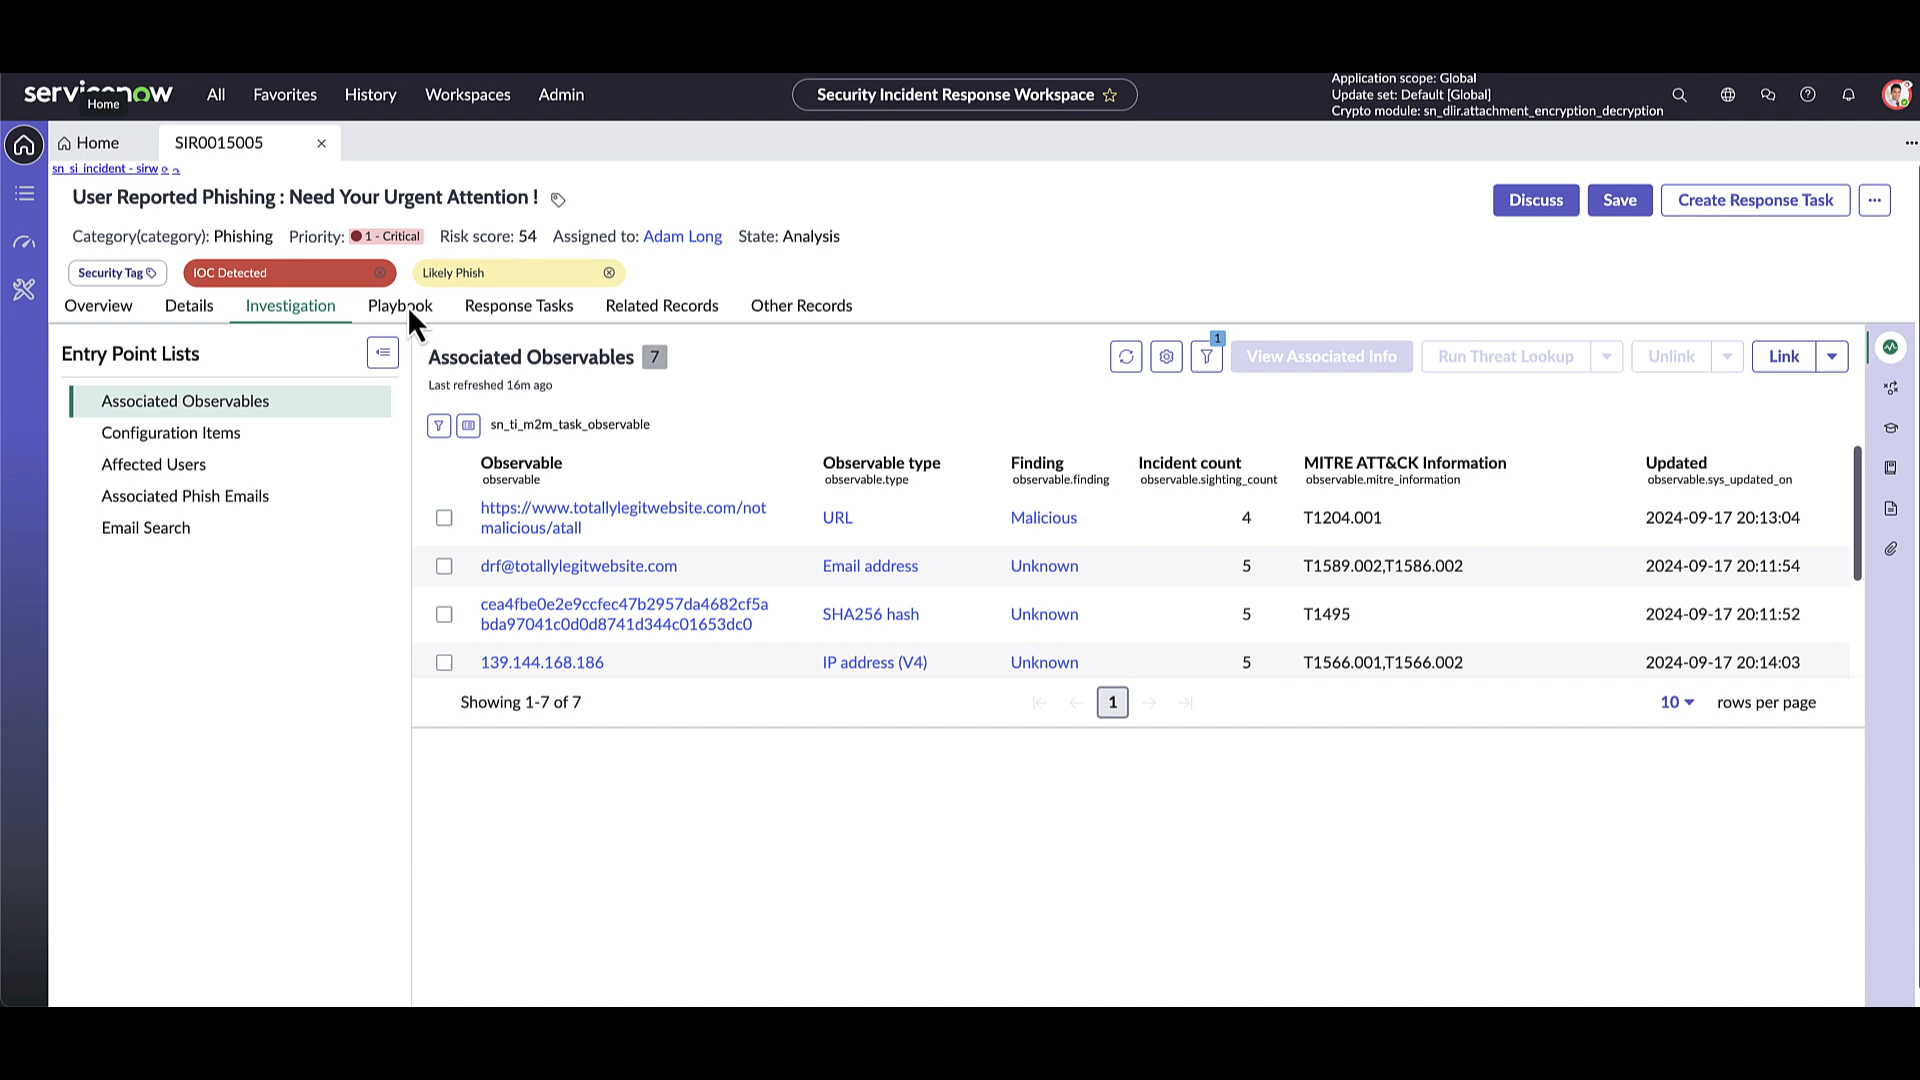 servicenow
Home
All
Favorites
History
Workspaces
Admin
Security Incident Response Workspace
Application scope: Global
Update set: Default [Global]
Crypto module: sn_dlir.attachment_encryption_decryption
Home
SIR0015005
sn_si_incident - sirw
User Reported Phishing : Need Your Urgent Attention !
Discuss
Save
Create Response Task
Category(category): Phishing
Priority: 1 - Critical
Risk score: 54
Assigned to: Adam Long
State: Analysis
Security Tag
IOC Detected
Likely Phish
Overview
Details
Investigation
Playbook
Response Tasks
Related Records
Other Records
Entry Point Lists
Associated Observables
Configuration Items
Affected Users
Associated Phish Emails
Email Search
Associated Observables 7
Last refreshed 16m ago
1
View Associated Info
Run Threat Lookup
Unlink
Link
sn_ti_m2m_task_observable
Observable
observable
Observable type
observable.type
Finding
observable.finding
Incident count
observable.sighting_count
MITRE ATT&CK Information
observable.mitre_information
Updated
observable.sys_updated_on
https://www.totallylegitwebsite.com/not
malicious/atall
URL
Malicious
4
T1204.001
2024-09-17 20:13:04
drf@totallylegitwebsite.com
Email address
Unknown
5
T1589.002,T1586.002
2024-09-17 20:11:54
cea4fbe0e2e9ccfec47b2957da4682cf5a
bda97041c0d0d8741d344c01653dc0
SHA256 hash
Unknown
5
T1495
2024-09-17 20:11:52
139.144.168.186
IP address (V4)
Unknown
5
T1566.001,T1566.002
2024-09-17 20:14:03
Showing 1-7 of 7
1
10
rows per page